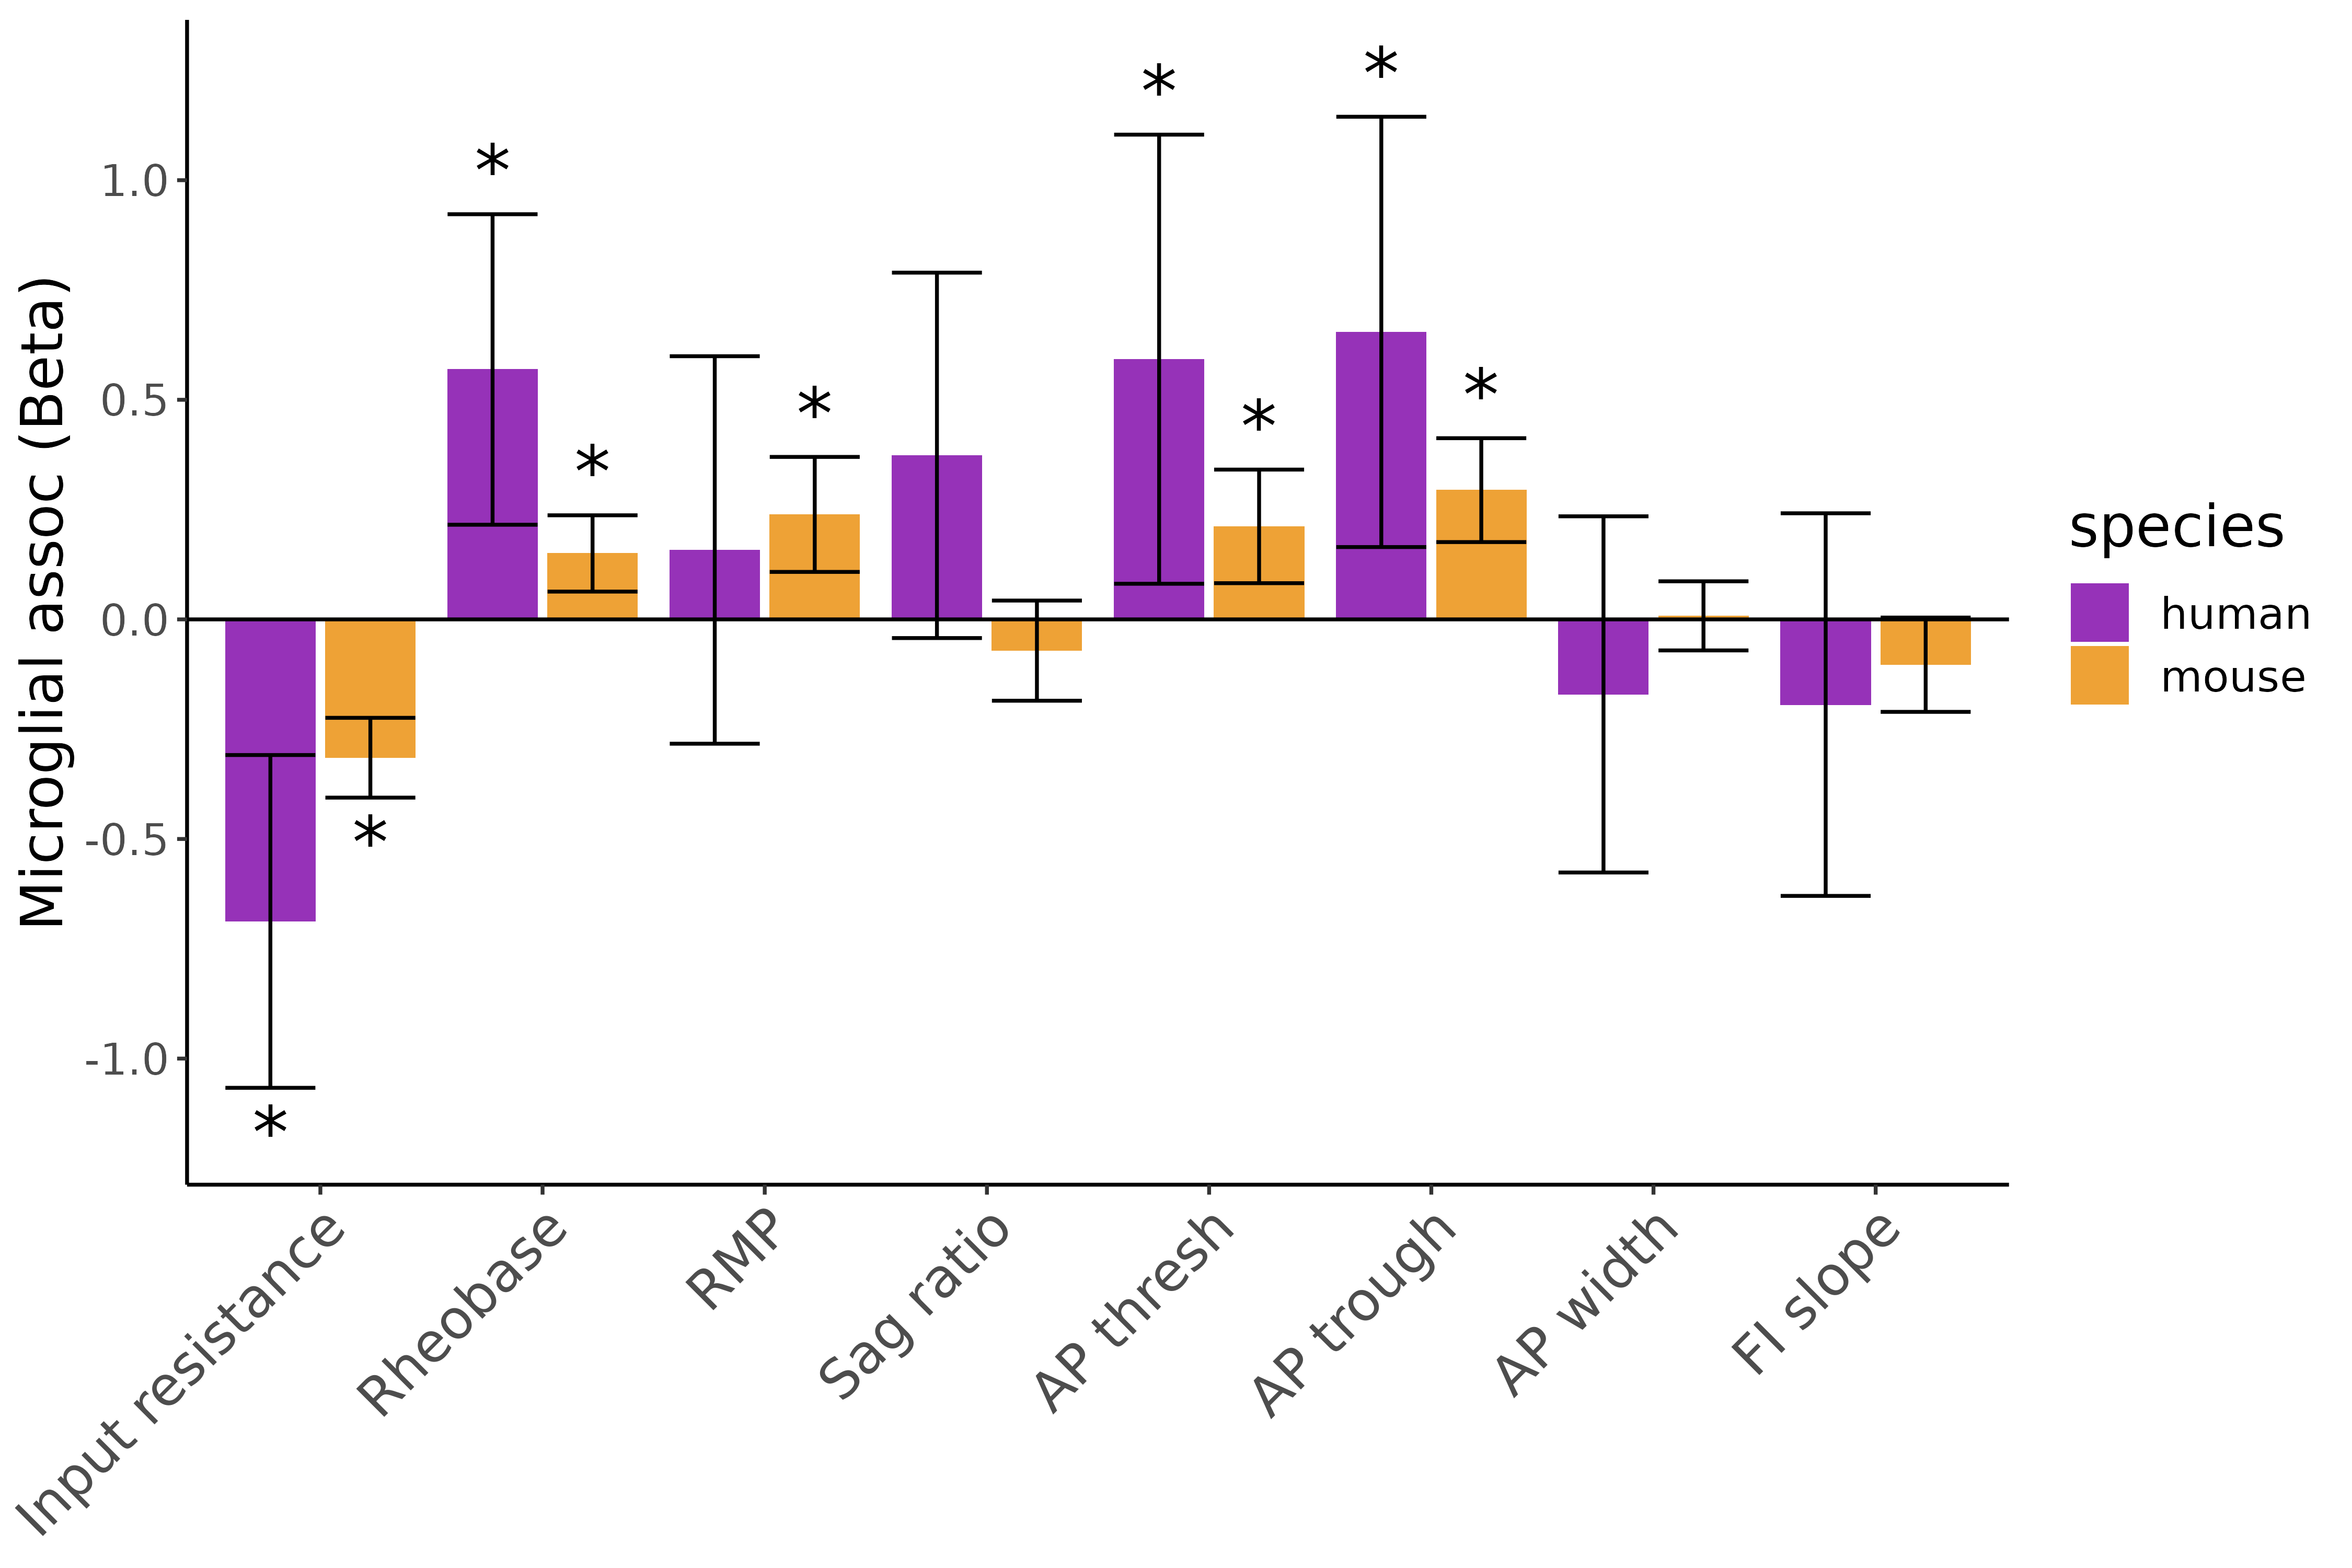 Microglial assoc (Beta)
1.0
0.5
0.0
-0.5
-1.0
*
*
*
*
*
*
*
*
*
Input resistance
Rheobase
RMP
Sag ratio
AP thresh
AP trough
AP width
FI slope
species
human
mouse